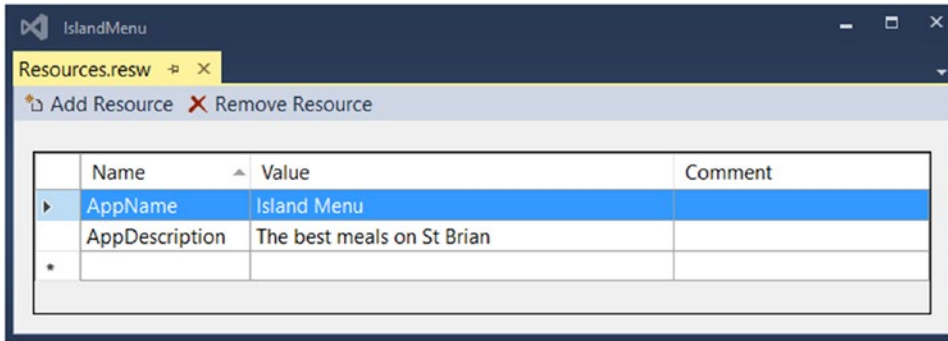 IslandMenu
Resources.resw
Add Resource Remove Resource
Name Value Comment
AppName Island Menu
AppDescription The best meals on St Brian
*